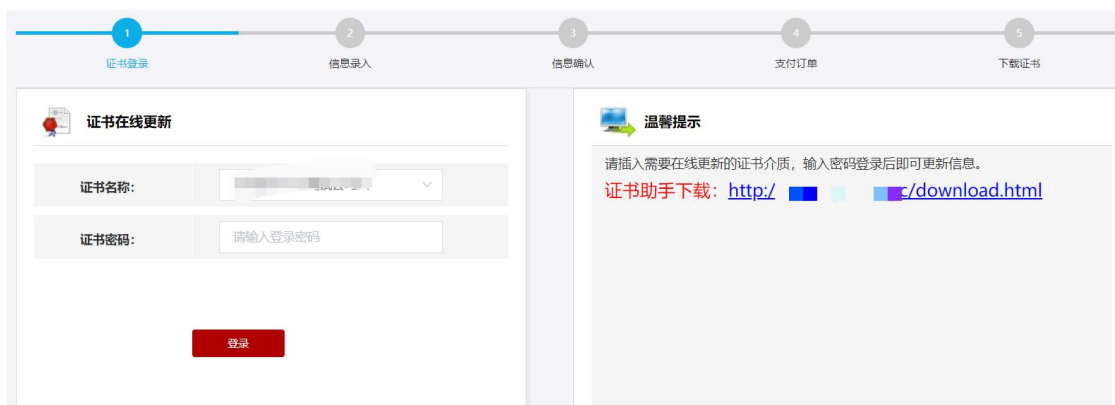 1
2
3
4
5
证书登录
信息录入
信息确认
支付订单
下载证书
证书在线更新
证书名称：
证书密码：
请输入登录密码
登录
温馨提示
请插入需要在线更新的证书介质，输入密码登录后即可更新信息。
证书助手下载：http:/ /download.html